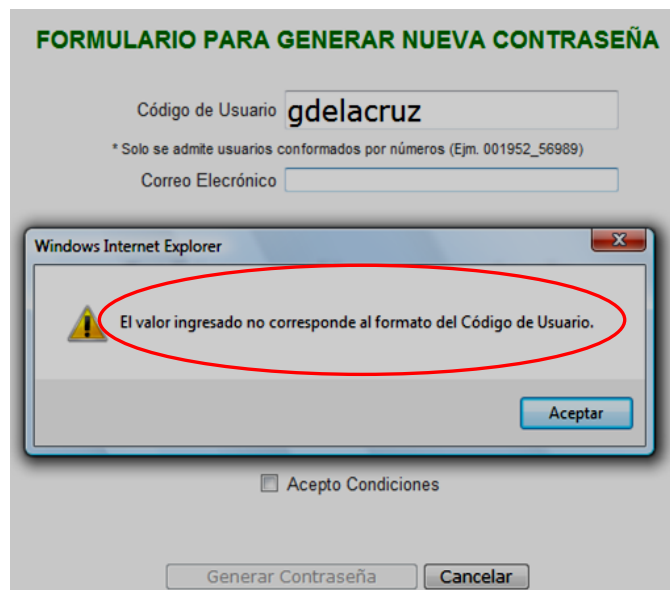 FORMULARIO PARA GENERAR NUEVA CONTRASEÑA
Código de Usuario gdelacruz
* Solo se admite usuarios conformados por números (Ejm. 001952_56989)
Correo Elecrónico
Windows Internet Explorer
El valor ingresado no corresponde al formato del Código de Usuario.
Aceptar
Acepto Condiciones
Generar Contraseña Cancelar